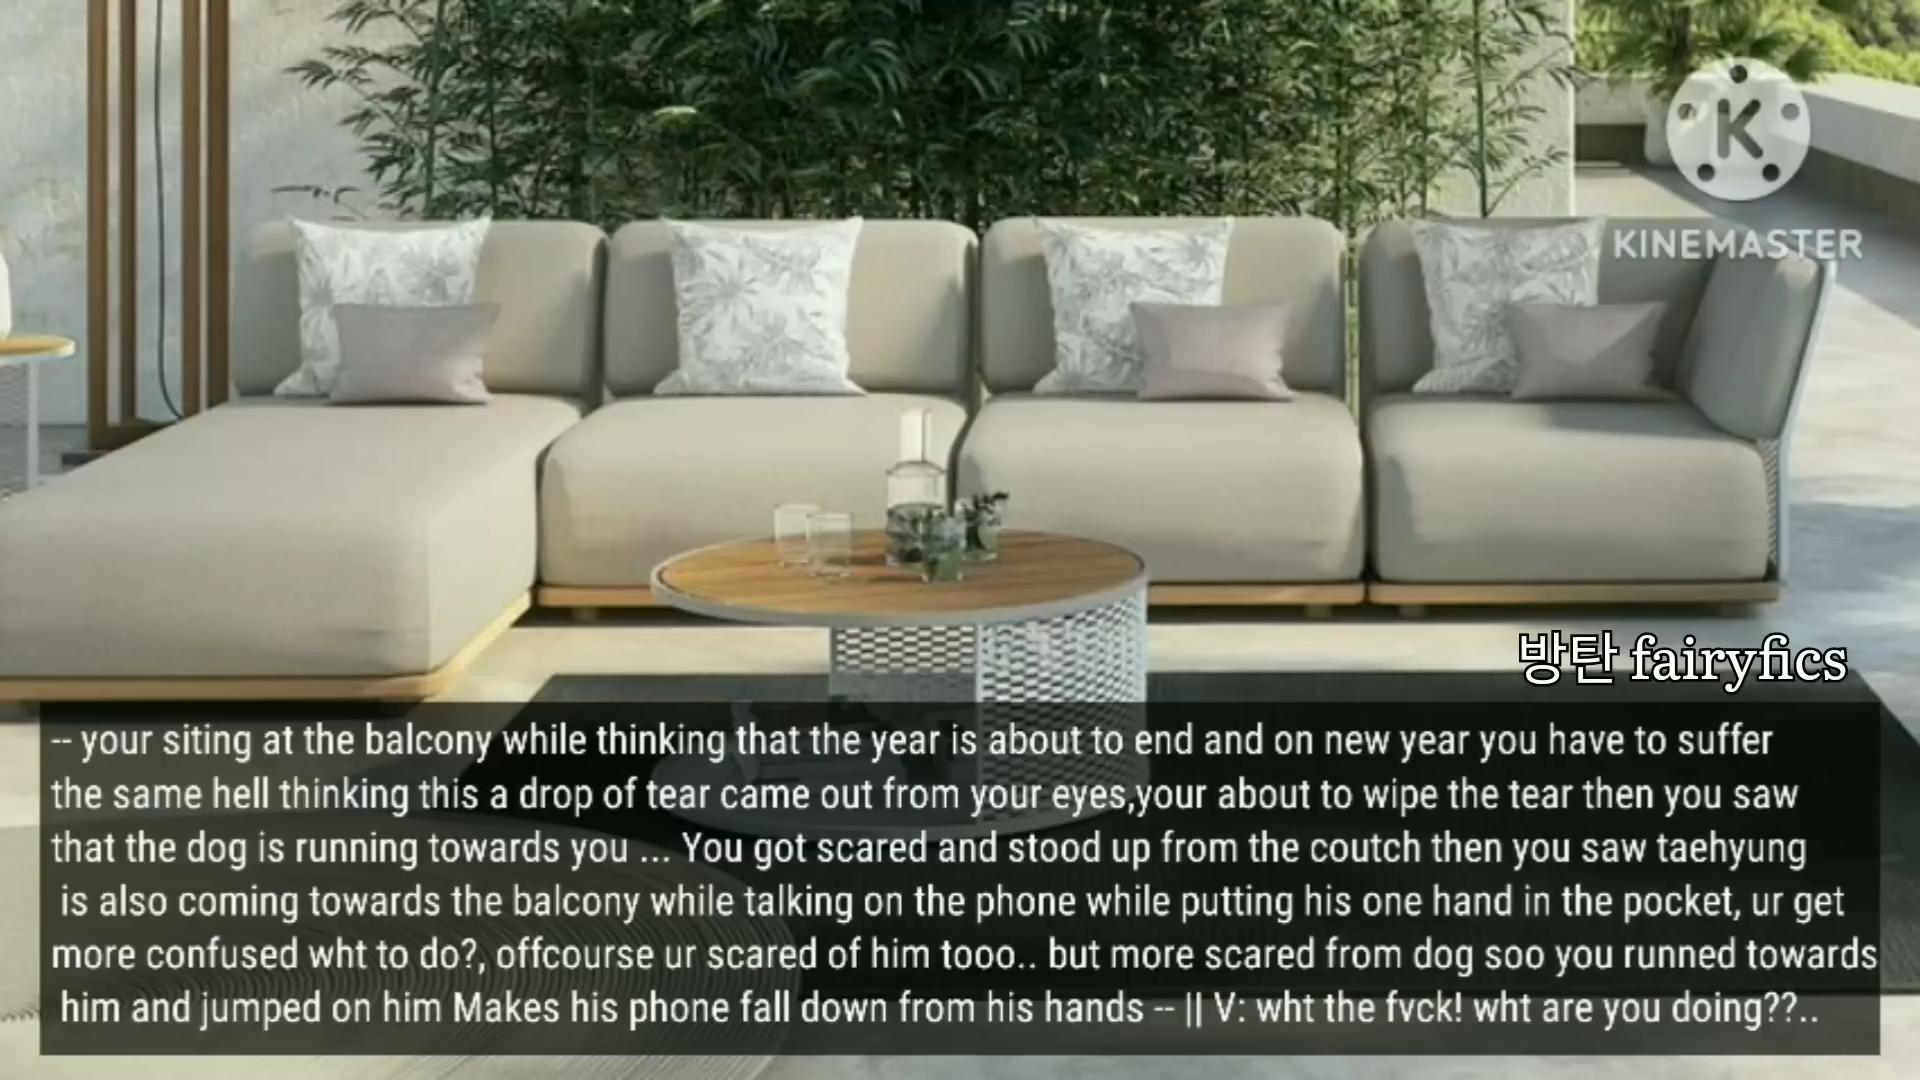 K
KINEMASTER
방탄 fairyfics
-- your siting at the balcony while thinking that the year is about to end and on new year you have to suffer
the same hell thinking this a drop of tear came out from your eyes,your about to wipe the tear then you saw
that the dog is running towards you ... You got scared and stood up from the coutch then you saw taehyung
is also coming towards the balcony while talking on the phone while putting his one hand in the pocket, ur get
more confused wht to do?, offcourse ur scared of him tooo.. but more scared from dog soo you runned towards
him and jumped on him Makes his phone fall down from his hands -- || V: wht the fvck! wht are you doing??..